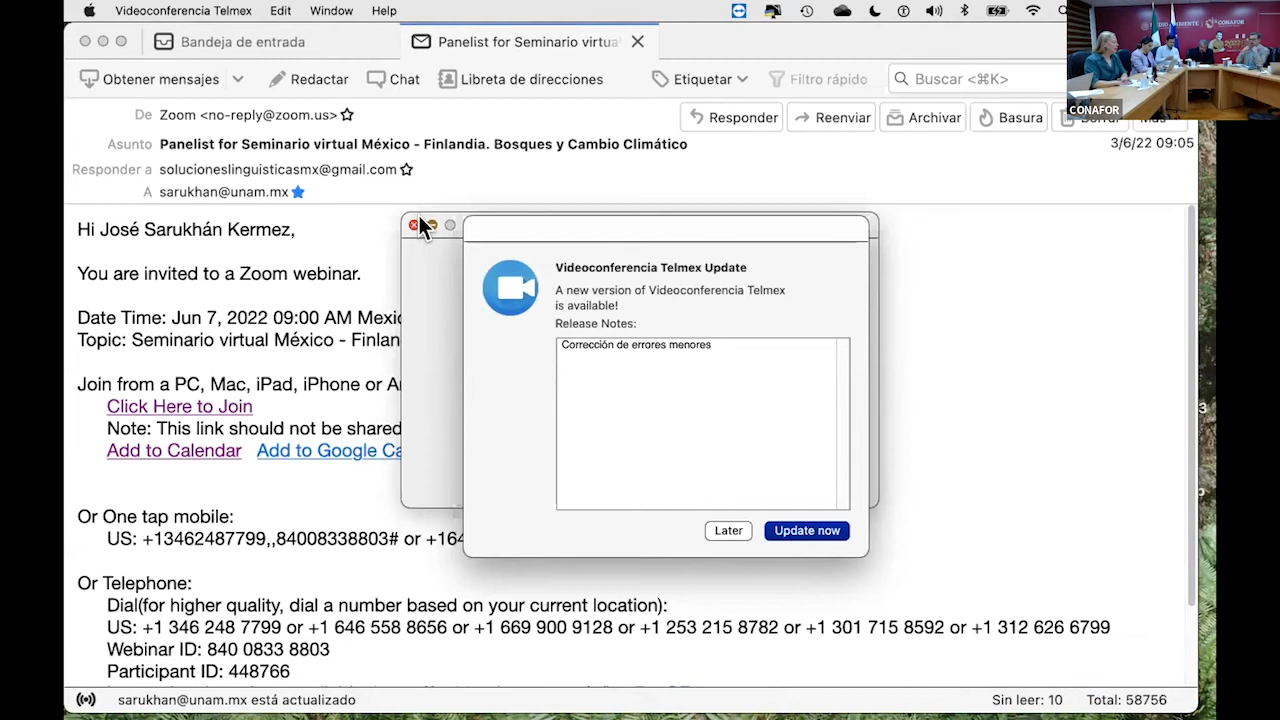 Videoconferencia Telmex Edit Window Help
Bandeja de entrada
Panelist for Seminario virtua
Obtener mensajes
Redactar
Chat
Libreta de direcciones
Etiquetar
Filtro rápido
Buscar <⌘K>
MEDIO AMBIENTE
CONAFOR
CONAFOR
De Zoom <no-reply@zoom.us>
Responder
Reenviar
Archivar
Basura
Asunto Panelist for Seminario virtual México - Finlandia. Bosques y Cambio Climático
3/6/22 09:05
Responder a solucioneslinguisticasmx@gmail.com
A sarukhan@unam.mx
Hi José Sarukhán Kermez,
You are invited to a Zoom webinar.
Date Time: Jun 7, 2022 09:00 AM Mexic
Topic: Seminario virtual México - Finlan
Join from a PC, Mac, iPad, iPhone or A
Click Here to Join
Note: This link should not be shared
Add to Calendar Add to Google Ca
Or One tap mobile:
US: +13462487799,,84008338803# or +164
Or Telephone:
Dial(for higher quality, dial a number based on your current location):
US: +1 346 248 7799 or +1 646 558 8656 or +1 669 900 9128 or +1 253 215 8782 or +1 301 715 8592 or +1 312 626 6799
Webinar ID: 840 0833 8803
Participant ID: 448766
Videoconferencia Telmex Update
A new version of Videoconferencia Telmex
is available!
Release Notes:
Corrección de errores menores
Later
Update now
sarukhan@unam.mx está actualizado
Sin leer: 10
Total: 58756